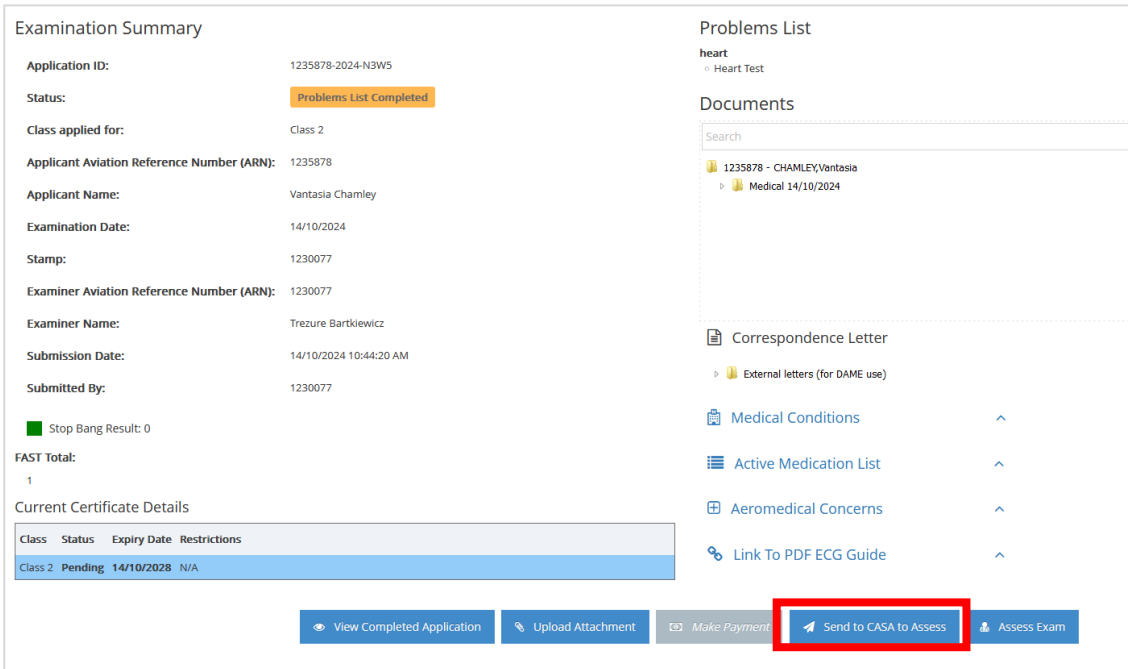 Examination Summary
Application ID: 1235878-2024-N3W5
Status: Problems List Completed
Class applied for: Class 2
Applicant Aviation Reference Number (ARN): 1235878
Applicant Name: Vantasia Chamley
Examination Date: 14/10/2024
Stamp: 1230077
Examiner Aviation Reference Number (ARN): 1230077
Examiner Name: Trezure Bartkiewicz
Submission Date: 14/10/2024 10:44:20 AM
Submitted By: 1230077
Stop Bang Result: 0
FAST Total:
1
Current Certificate Details
Class Status Expiry Date Restrictions
Class 2 Pending 14/10/2028 N/A
Problems List
heart
Heart Test
Documents
Search
1235878 - CHAMLEY,Vantasia
Medical 14/10/2024
Correspondence Letter
External letters (for DAME use)
Medical Conditions
Active Medication List
Aeromedical Concerns
Link To PDF ECG Guide
View Completed Application Upload Attachment Make Payment Send to CASA to Assess Assess Exam